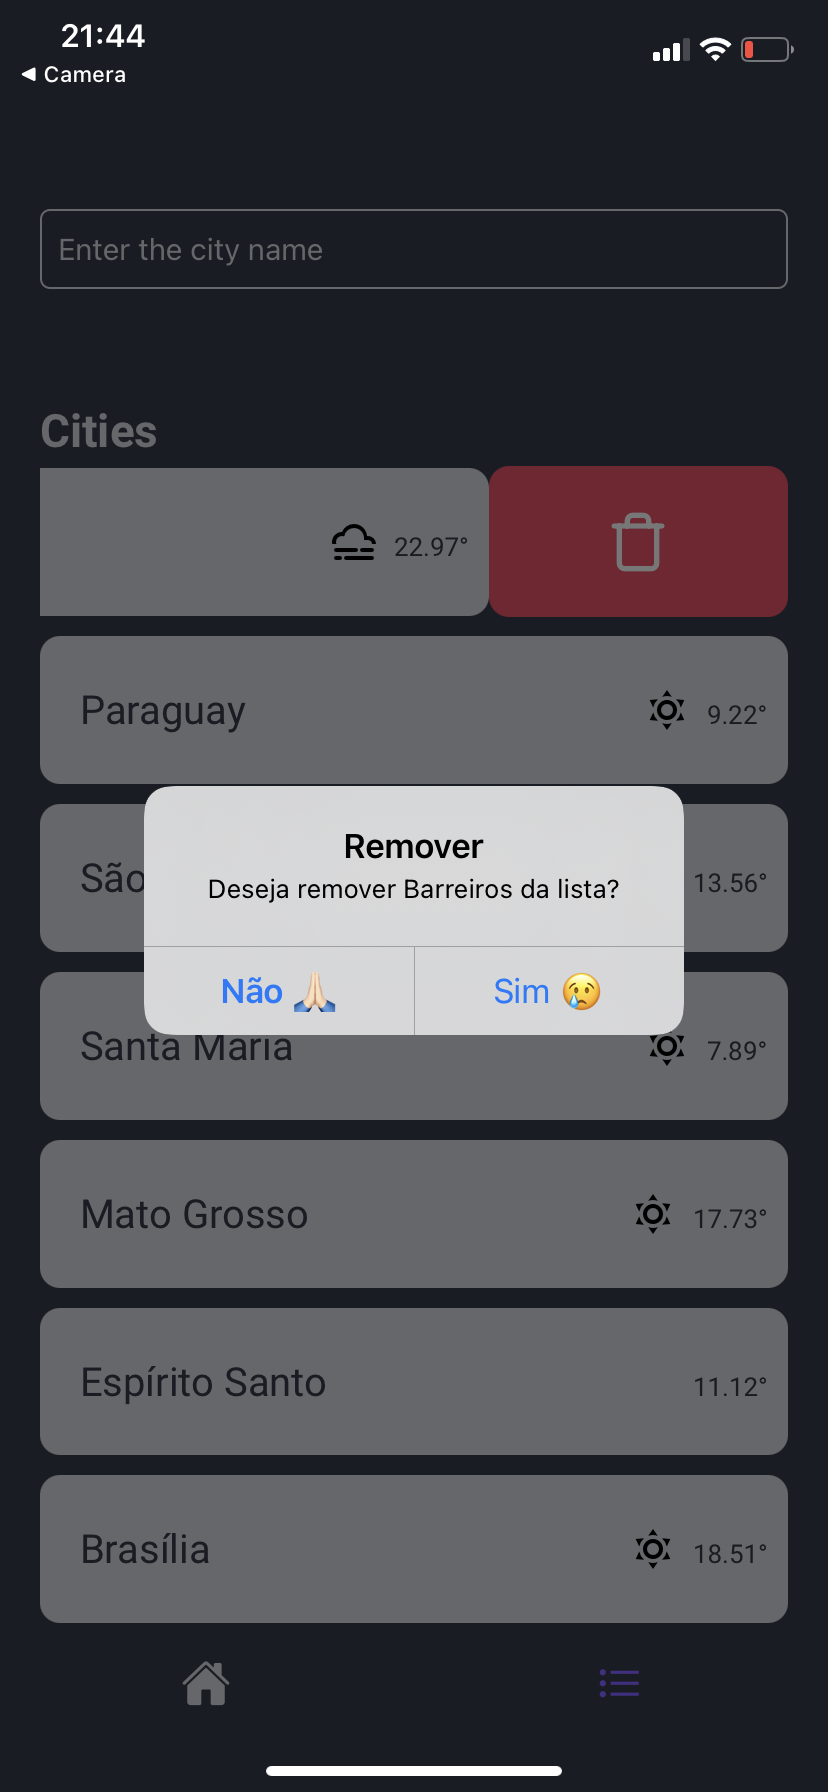 21:44
◀ Camera
Enter the city name
Cities
22.97°
Paraguay 9.22°
São 13.56°
Remover
Deseja remover Barreiros da lista?
Não 🙏🏻 Sim 😢
Santa Maria 7.89°
Mato Grosso 17.73°
Espírito Santo 11.12°
Brasília 18.51°